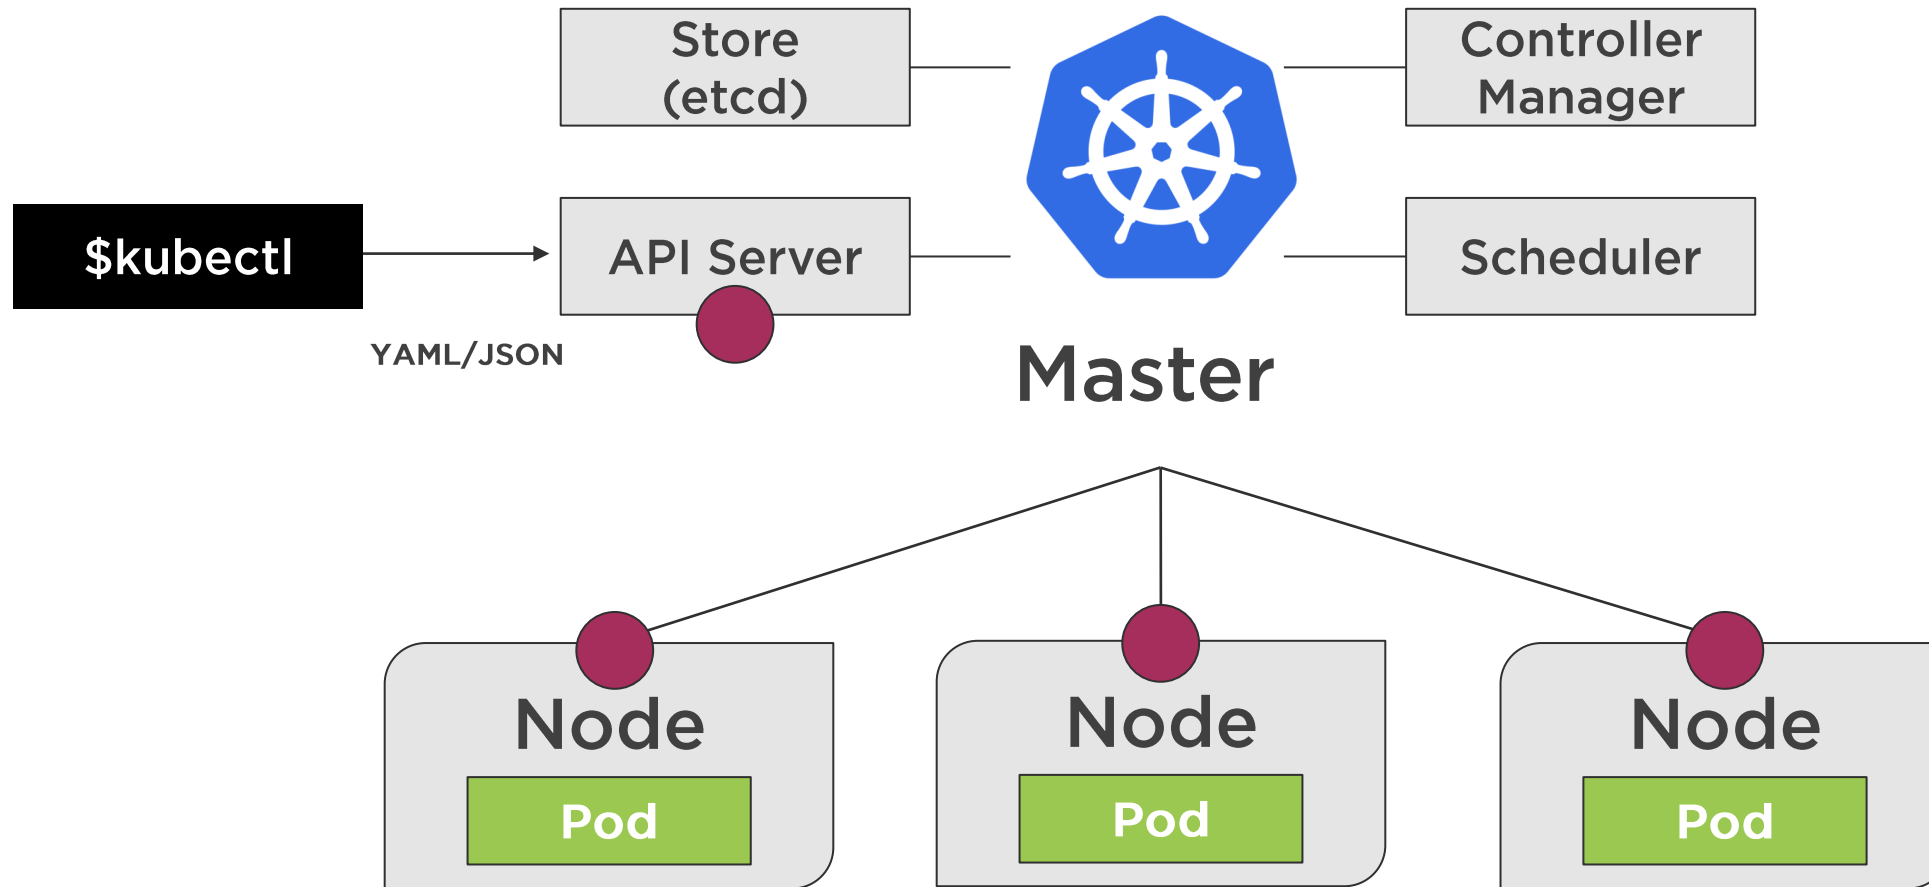 Store
(etcd)
Controller
Manager
$kubectl
API Server
Scheduler
YAML/JSON
Master
Node
Pod
Node
Pod
Node
Pod